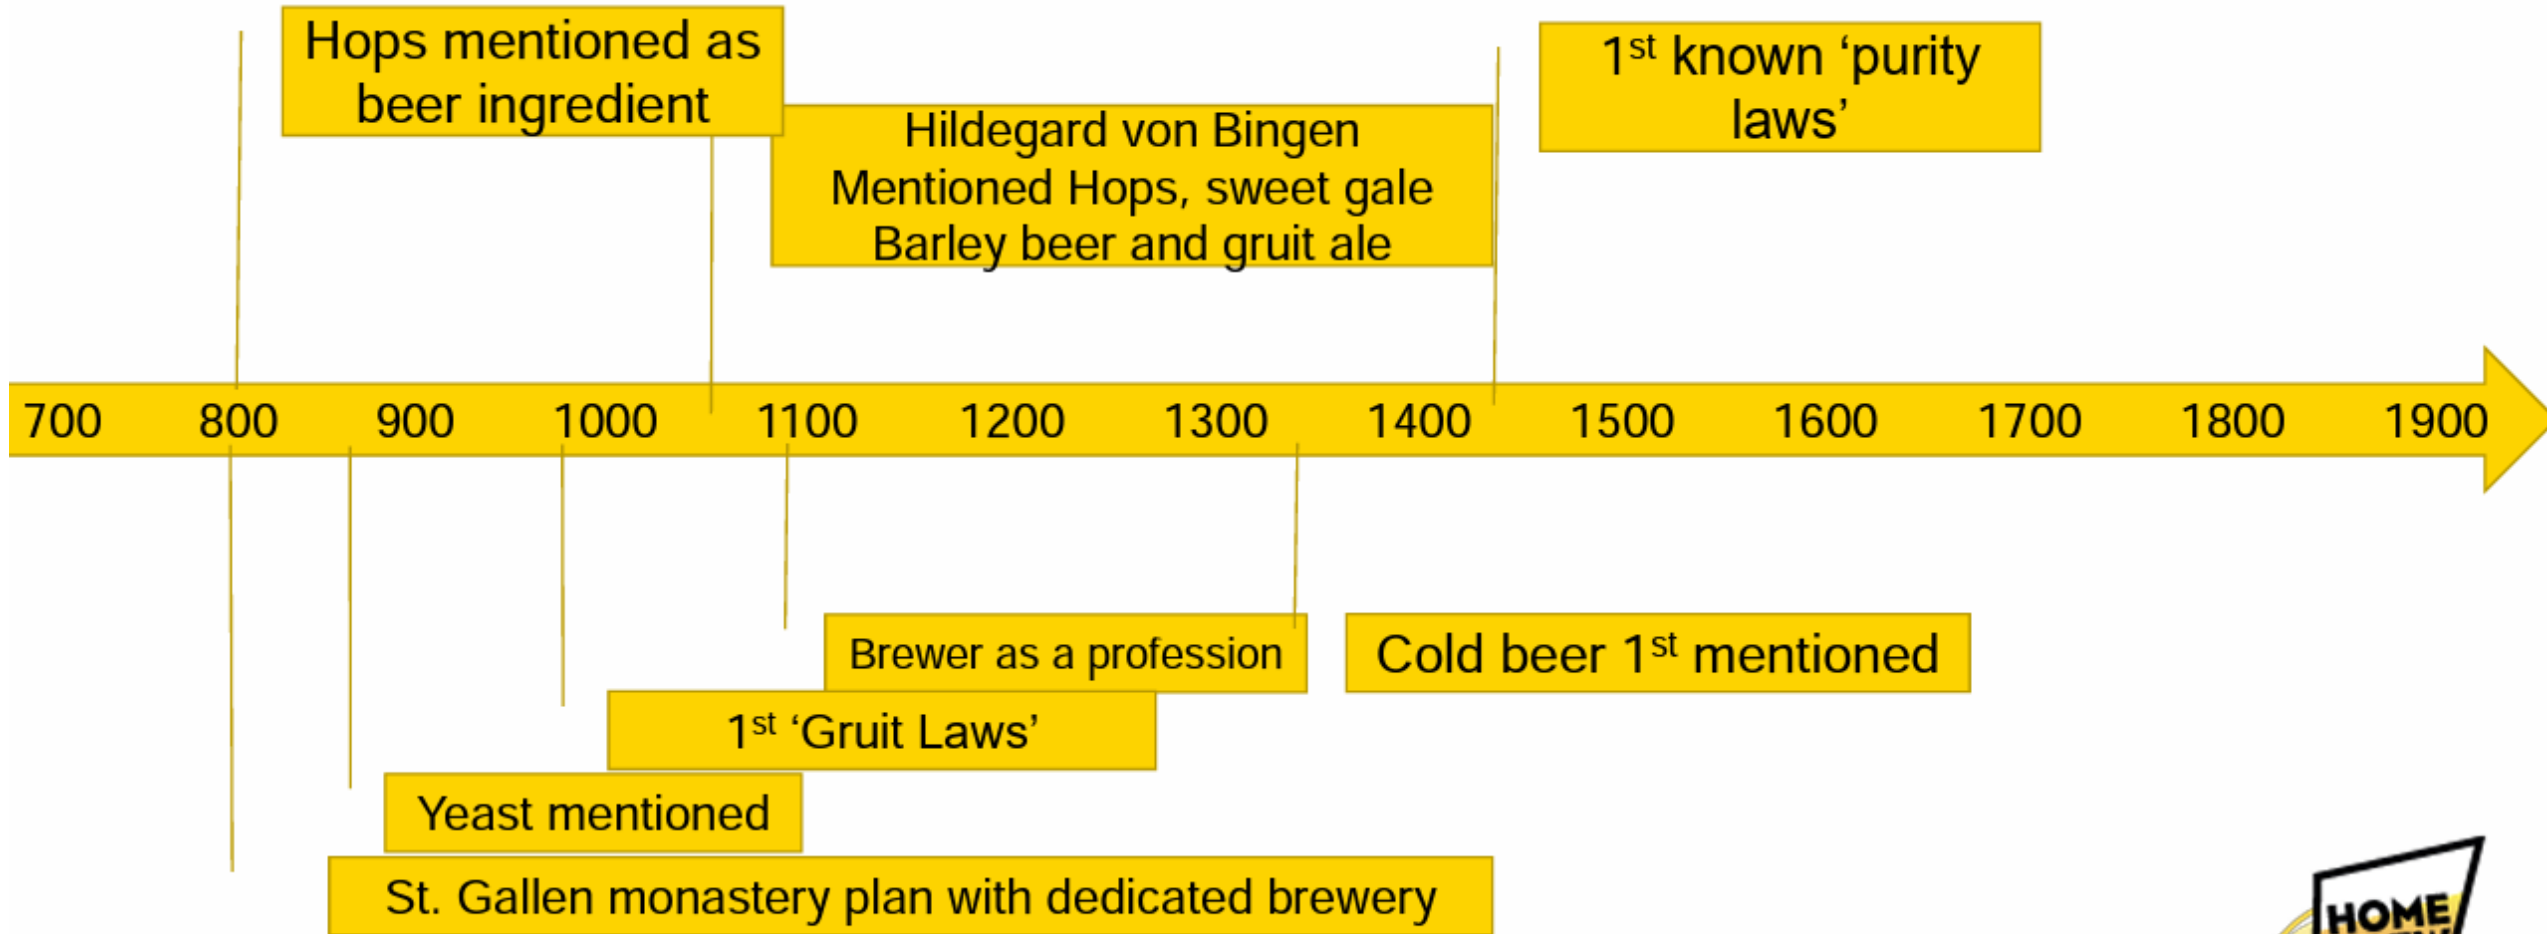 Hops mentioned as
beer ingredient
1st known ‘purity
laws’
Hildegard von Bingen
Mentioned Hops, sweet gale
Barley beer and gruit ale
700 800 900 1000 1100 1200 1300 1400 1500 1600 1700 1800 1900
Brewer as a profession
Cold beer 1st mentioned
1st ‘Gruit Laws’
Yeast mentioned
St. Gallen monastery plan with dedicated brewery
HOME